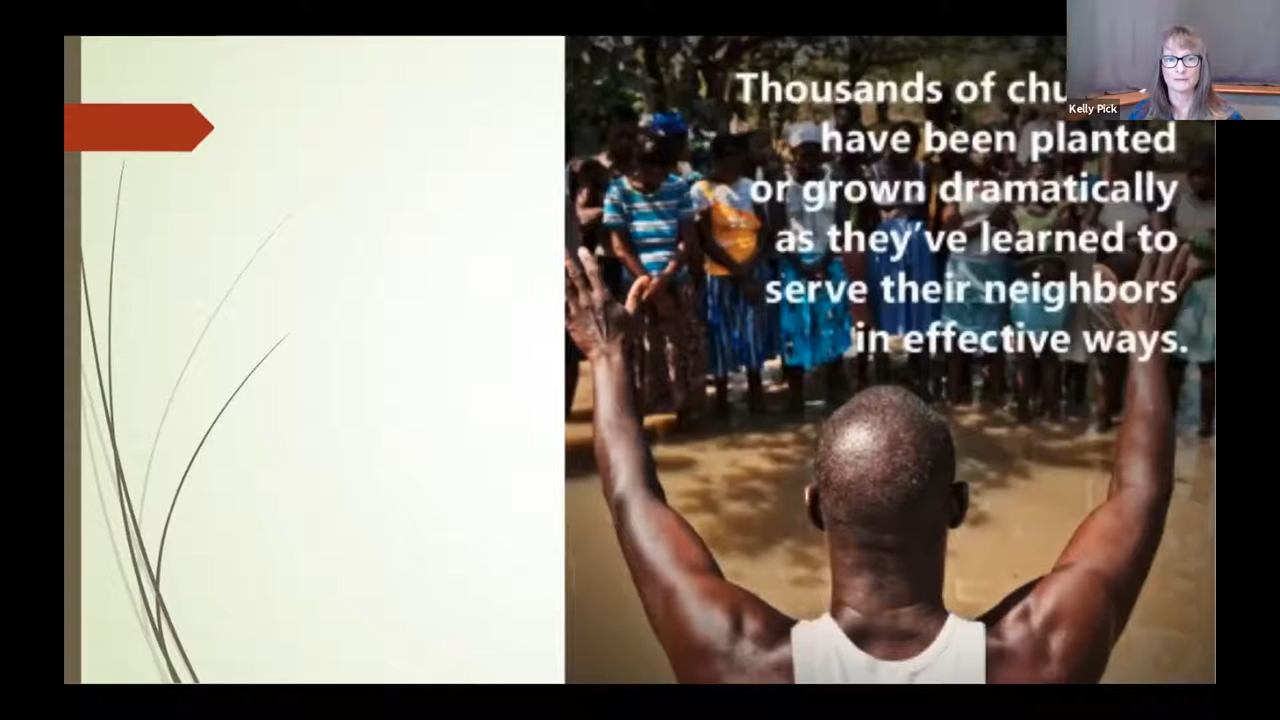 Thousands of
have been planted
or grown dramatically
as they've learned to
serve their neighbors
in effective ways.
Kelly Pick